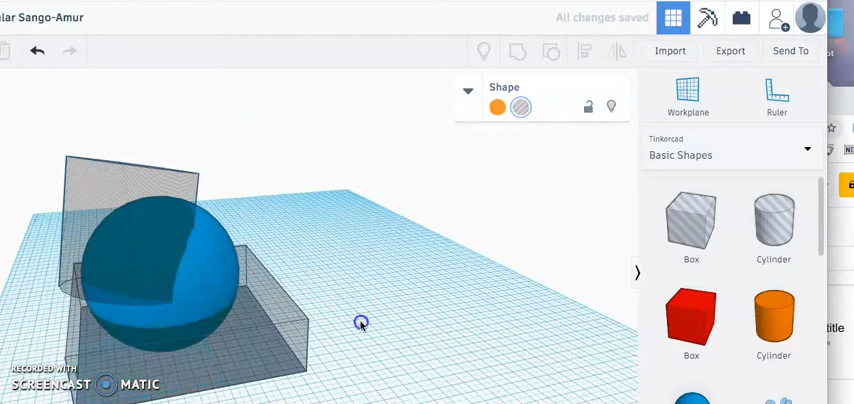 lar Sango-Amur
All changes saved
Import
Export
Send To
Shape
Workplane
Ruler
Tinkercad
Basic Shapes
Box
Cylinder
Box
Cylinder
title
RECORDED WITH
SCREENCAST MATIC